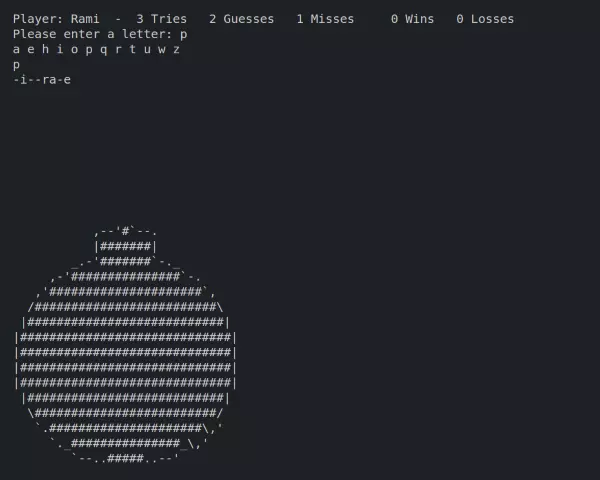 Player: Rami  -  3 Tries   2 Guesses   1 Misses     0 Wins   0 Losses
Please enter a letter: p
a e h i o p q r t u w z
p
-i--ra-e